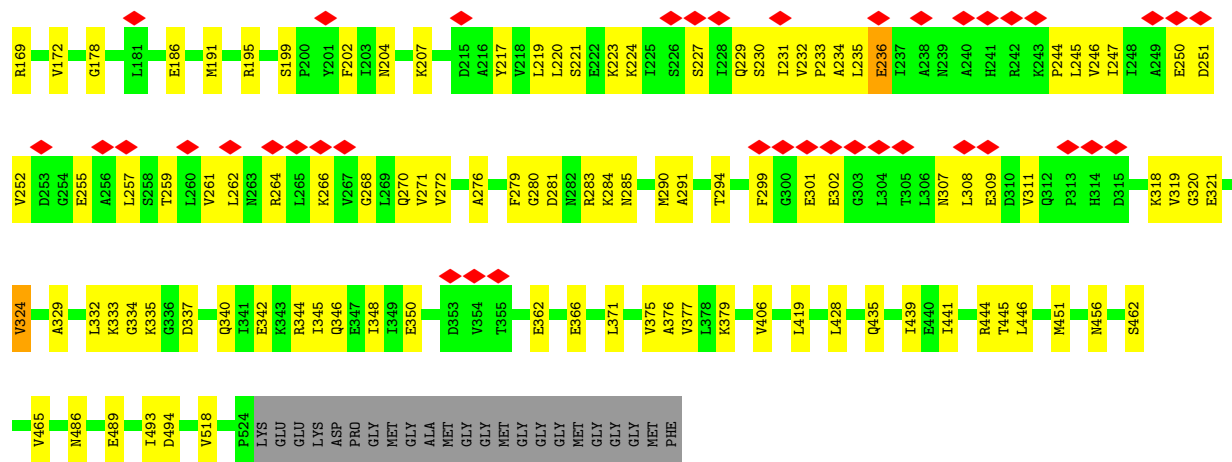 R169 V172 G178 L181 E186 M191 R195 S199 P200 Y201 F202 I203 N204 K207 D215 A216 Y217 V218 L219 L220 S221 E222 K223 K224 I225 S226 S227 I228 Q229 S230 I231 V232 P233 A234 L235 E236 I237 A238 N239 A240 H241 R242 K243 P244 L245 V246 I247 I248 A249 E250 D251
V252 D253 G254 E255 A256 L257 S258 T259 L260 V261 L262 N263 R264 L265 K266 V267 G268 L269 Q270 V271 V272 A276 F279 G280 D281 N282 R283 K284 N285 M290 A291 T294 F299 G300 E301 E302 G303 L304 T305 L306 N307 L308 E309 D310 V311 Q312 P313 H314 D315 K318 V319 G320 E321
V324 A329 L332 K333 G334 K335 G336 D337 Q340 I341 E342 K343 R344 I345 Q346 E347 I348 I349 E350 D353 V354 T355 E362 E366 L371 V375 A376 V377 L378 K379 V406 L419 L428 Q435 I439 E440 I441 R444 T445 L446 M451 N456 S462
V465 N486 E489 I493 D494 V518 P524 LYS GLU GLU LYS ASP PRO GLY MET GLY ALA MET GLY GLY MET GLY GLY GLY MET GLY GLY GLY MET PHE